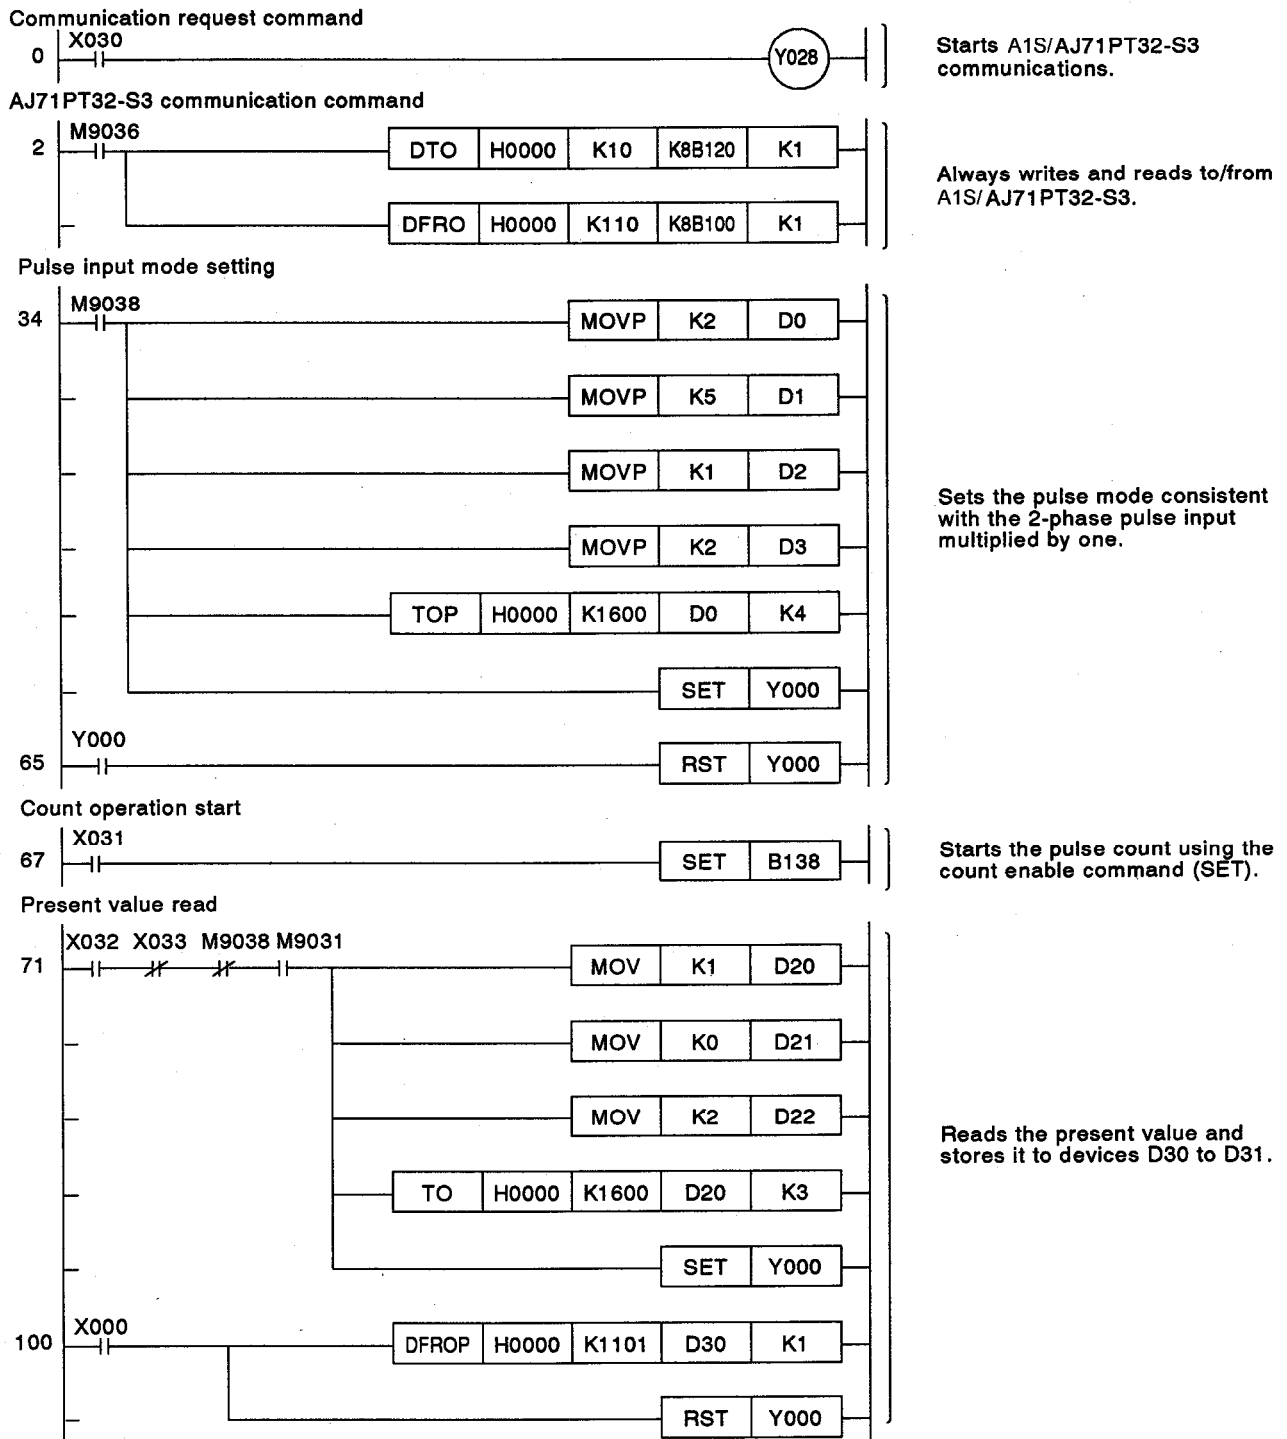 Communication request command
X030
0
Y028
Starts A1S/AJ71PT32-S3
communications.
AJ71PT32-S3 communication command
M9036
2
DTO H0000 K10 K8B120 K1
DFRO H0000 K110 K8B100 K1
Always writes and reads to/from
A1S/AJ71PT32-S3.
Pulse input mode setting
M9038
34
MOVP K2 D0
MOVP K5 D1
MOVP K1 D2
MOVP K2 D3
TOP H0000 K1600 D0 K4
SET Y000
Sets the pulse mode consistent
with the 2-phase pulse input
multiplied by one.
Y000
65
RST Y000
Count operation start
X031
67
SET B138
Starts the pulse count using the
count enable command (SET).
Present value read
X032 X033 M9038 M9031
71
MOV K1 D20
MOV K0 D21
MOV K2 D22
TO H0000 K1600 D20 K3
SET Y000
Reads the present value and
stores it to devices D30 to D31.
X000
100
DFROP H0000 K1101 D30 K1
RST Y000